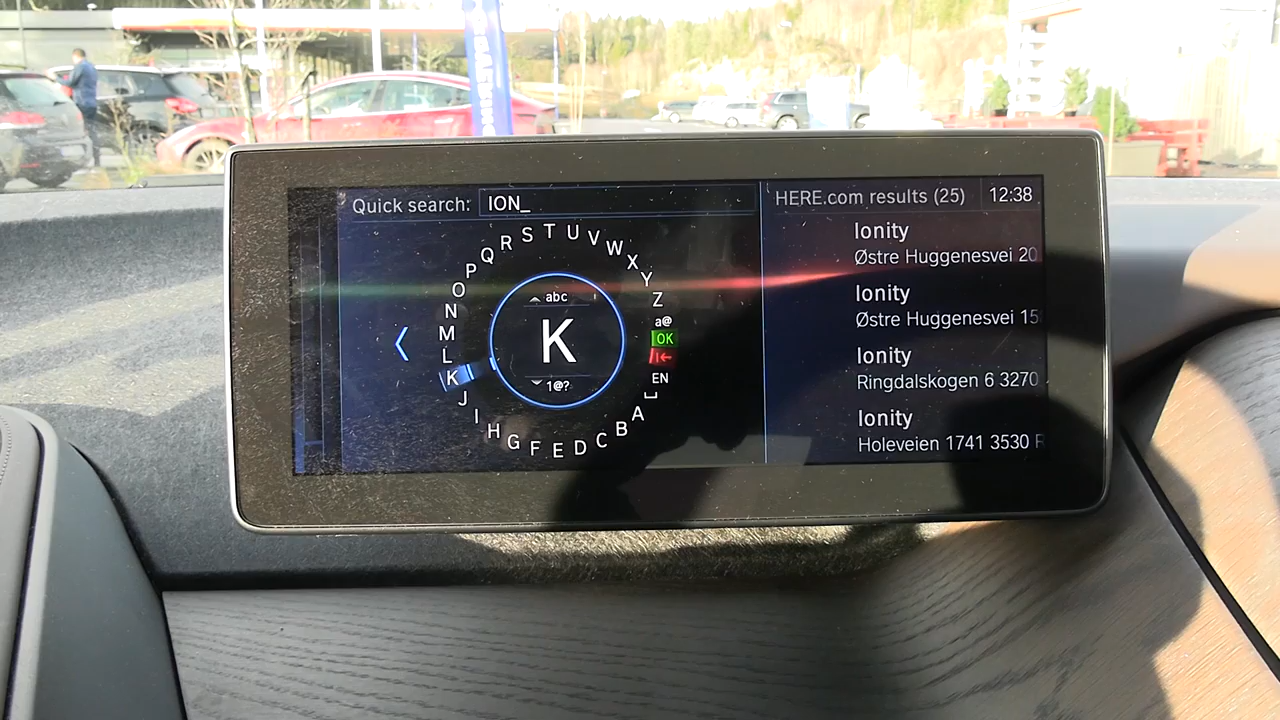 Quick search: ION_
HERE.com results (25)
12:38
Ionity
Østre Huggenesvei 20
Ionity
Østre Huggenesvei 15
Ionity
Ringdalskogen 6 3270
Ionity
Holeveien 1741 3530 R
abc
K
1@?
A
B
C
D
E
F
G
H
I
J
K
L
M
N
O
P
Q
R
S
T
U
V
W
X
Y
Z
a@
OK
EN